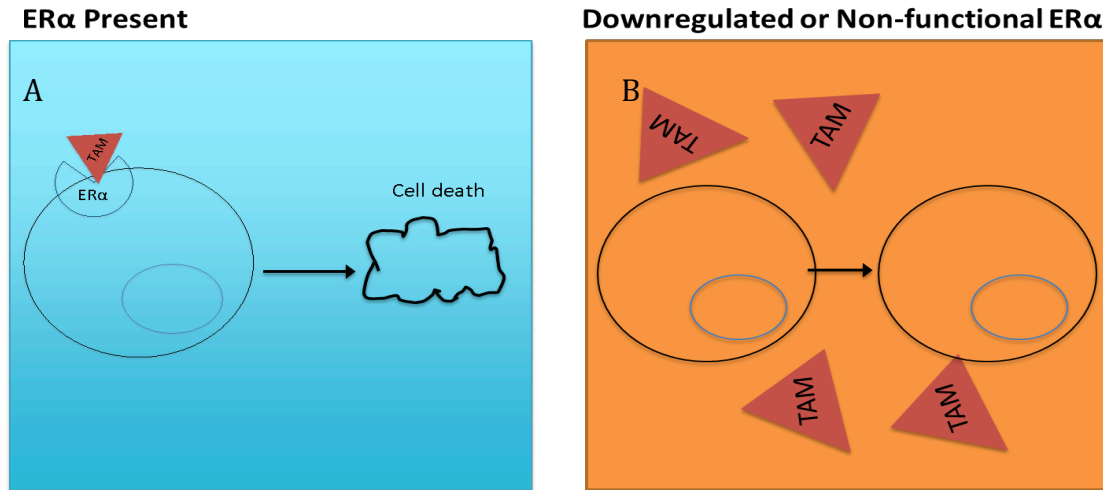 ERα Present
A
TAM
ERα
Cell death
Downregulated or Non-functional ERα
B
TAM
TAM
TAM
TAM